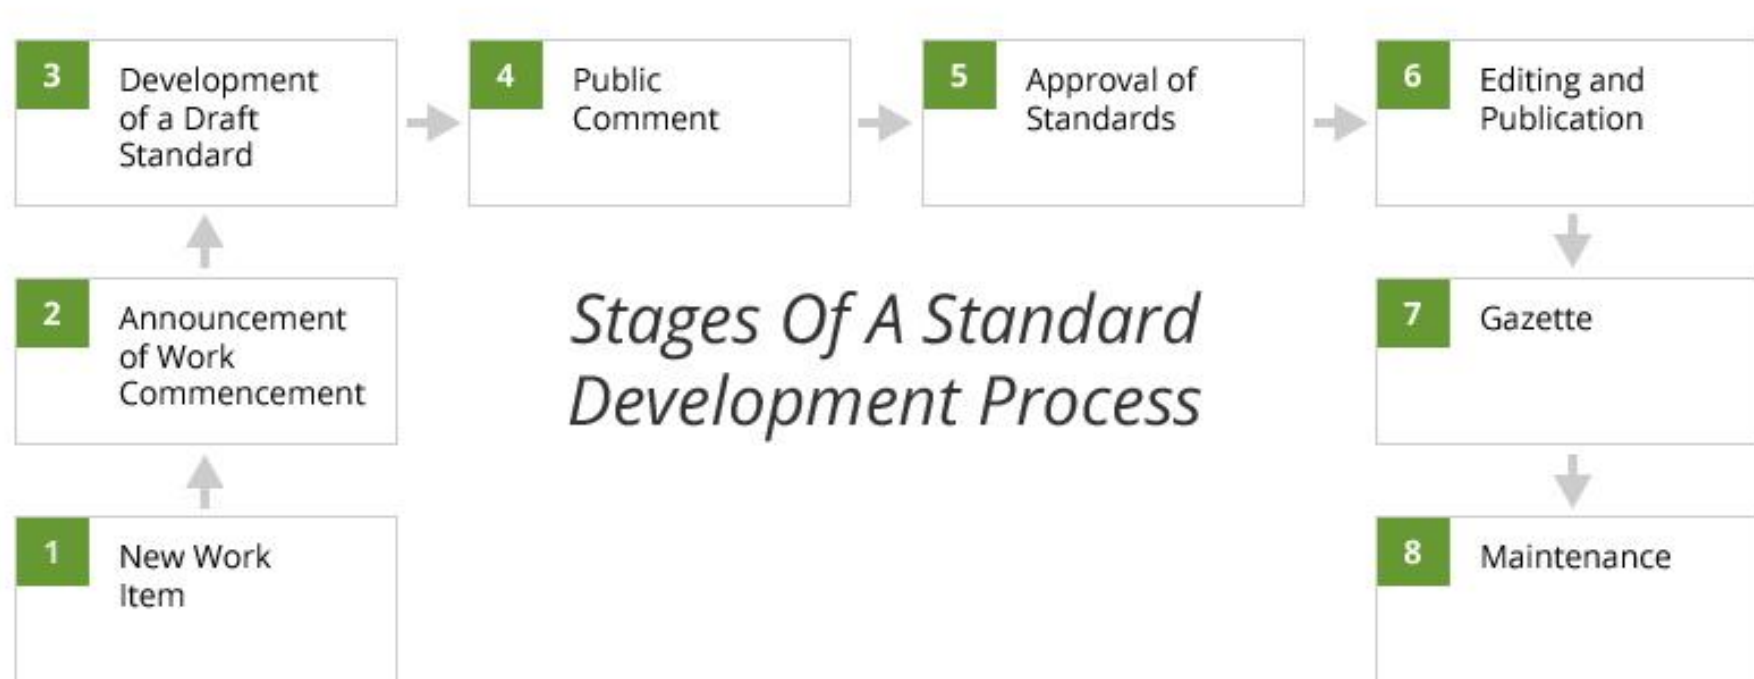 3
Development
of a Draft
Standard
4
Public
Comment
5
Approval of
Standards
6
Editing and
Publication
2
Announcement
of Work
Commencement
Stages Of A Standard
Development Process
7
Gazette
1
New Work
Item
8
Maintenance